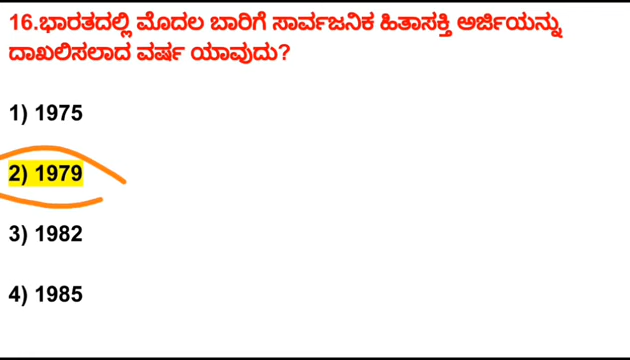 16.ಭಾರತದಲ್ಲಿ ಮೊದಲ ಬಾರಿಗೆ ಸಾರ್ವಜನಿಕ ಹಿತಾಸಕ್ತಿ ಅರ್ಜಿಯನ್ನು
ದಾಖಲಿಸಲಾದ ವರ್ಷ ಯಾವುದು?
1) 1975
2) 1979
3) 1982
4) 1985